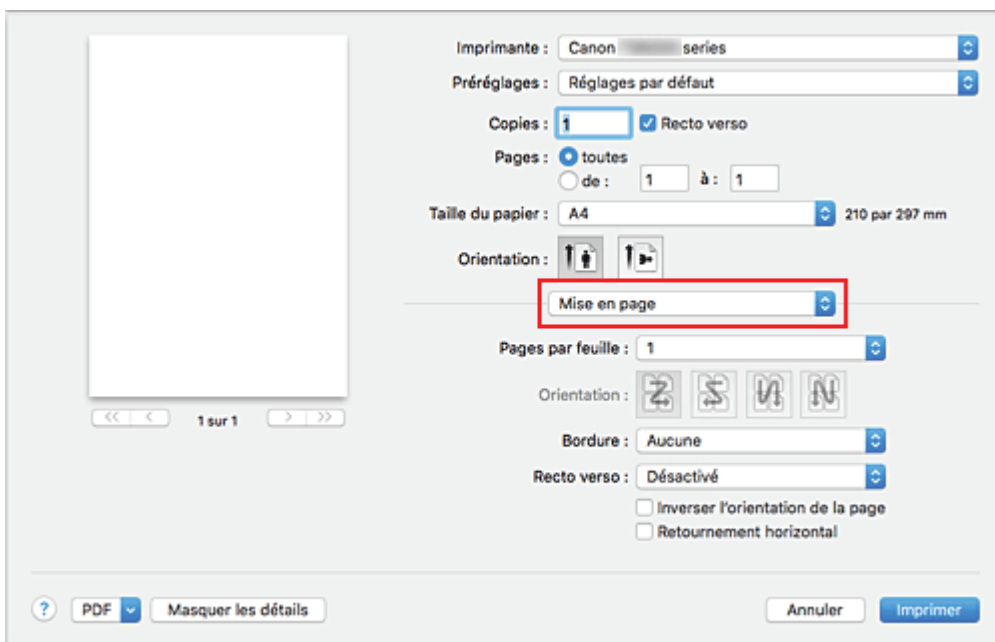 Imprimante : Canon series
Préréglages : Réglages par défaut
Copies : 1 Recto verso
Pages : toutes
de : 1 à : 1
Taille du papier : A4 210 par 297 mm
Orientation :
Mise en page
Pages par feuille : 1
Orientation :
Bordure : Aucune
Recto verso : Désactivé
Inverser l'orientation de la page
Retournement horizontal
<< < 1 sur 1 > >>
? PDF Masquer les détails Annuler Imprimer